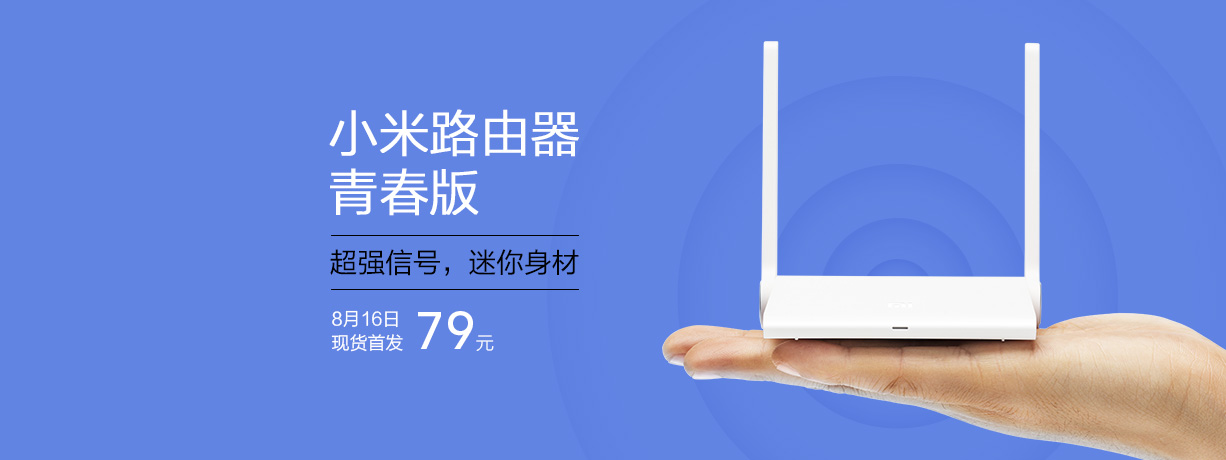 小米路由器
青春版
超强信号，迷你身材
8月16日
现货首发 79元